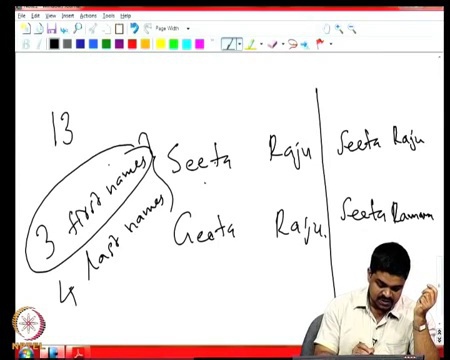 File Edit View Insert Actions Tools Help
Page Width
13
3 first names
4 last names
Seeta Raju
Geeta Raju.
Seeta Raju
Seeta Ramana